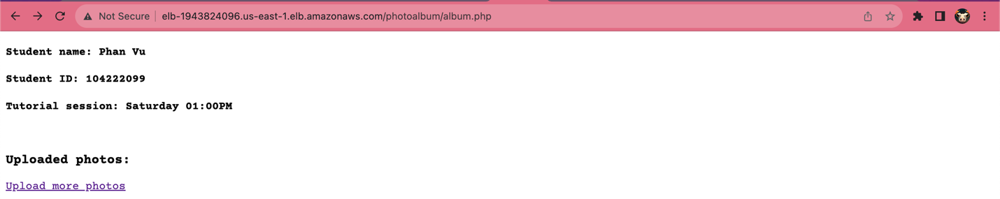 Not Secure elb-1943824096.us-east-1.elb.amazonaws.com/photoalbum/album.php
Student name: Phan Vu
Student ID: 104222099
Tutorial session: Saturday 01:00PM
Uploaded photos:
Upload more photos